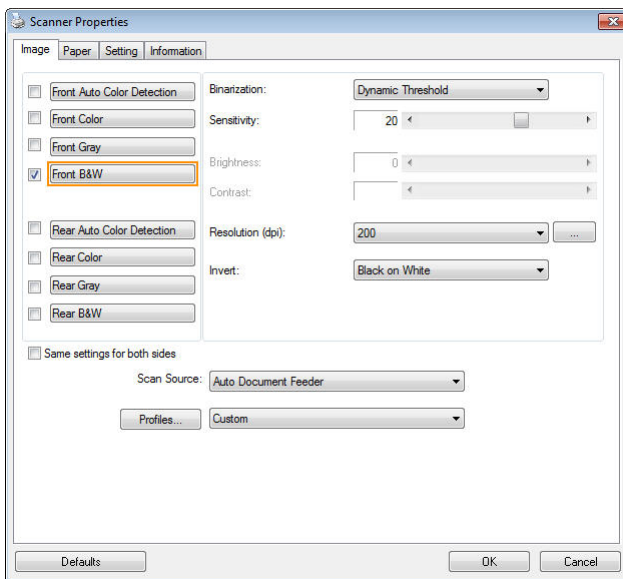 Scanner Properties
Image Paper Setting Information
Front Auto Color Detection
Front Color
Front Gray
Front B&W
Rear Auto Color Detection
Rear Color
Rear Gray
Rear B&W
Binarization: Dynamic Threshold
Sensitivity: 20
Brightness: 0
Contrast:
Resolution (dpi): 200 ...
Invert: Black on White
Same settings for both sides
Scan Source: Auto Document Feeder
Profiles... Custom
Defaults OK Cancel